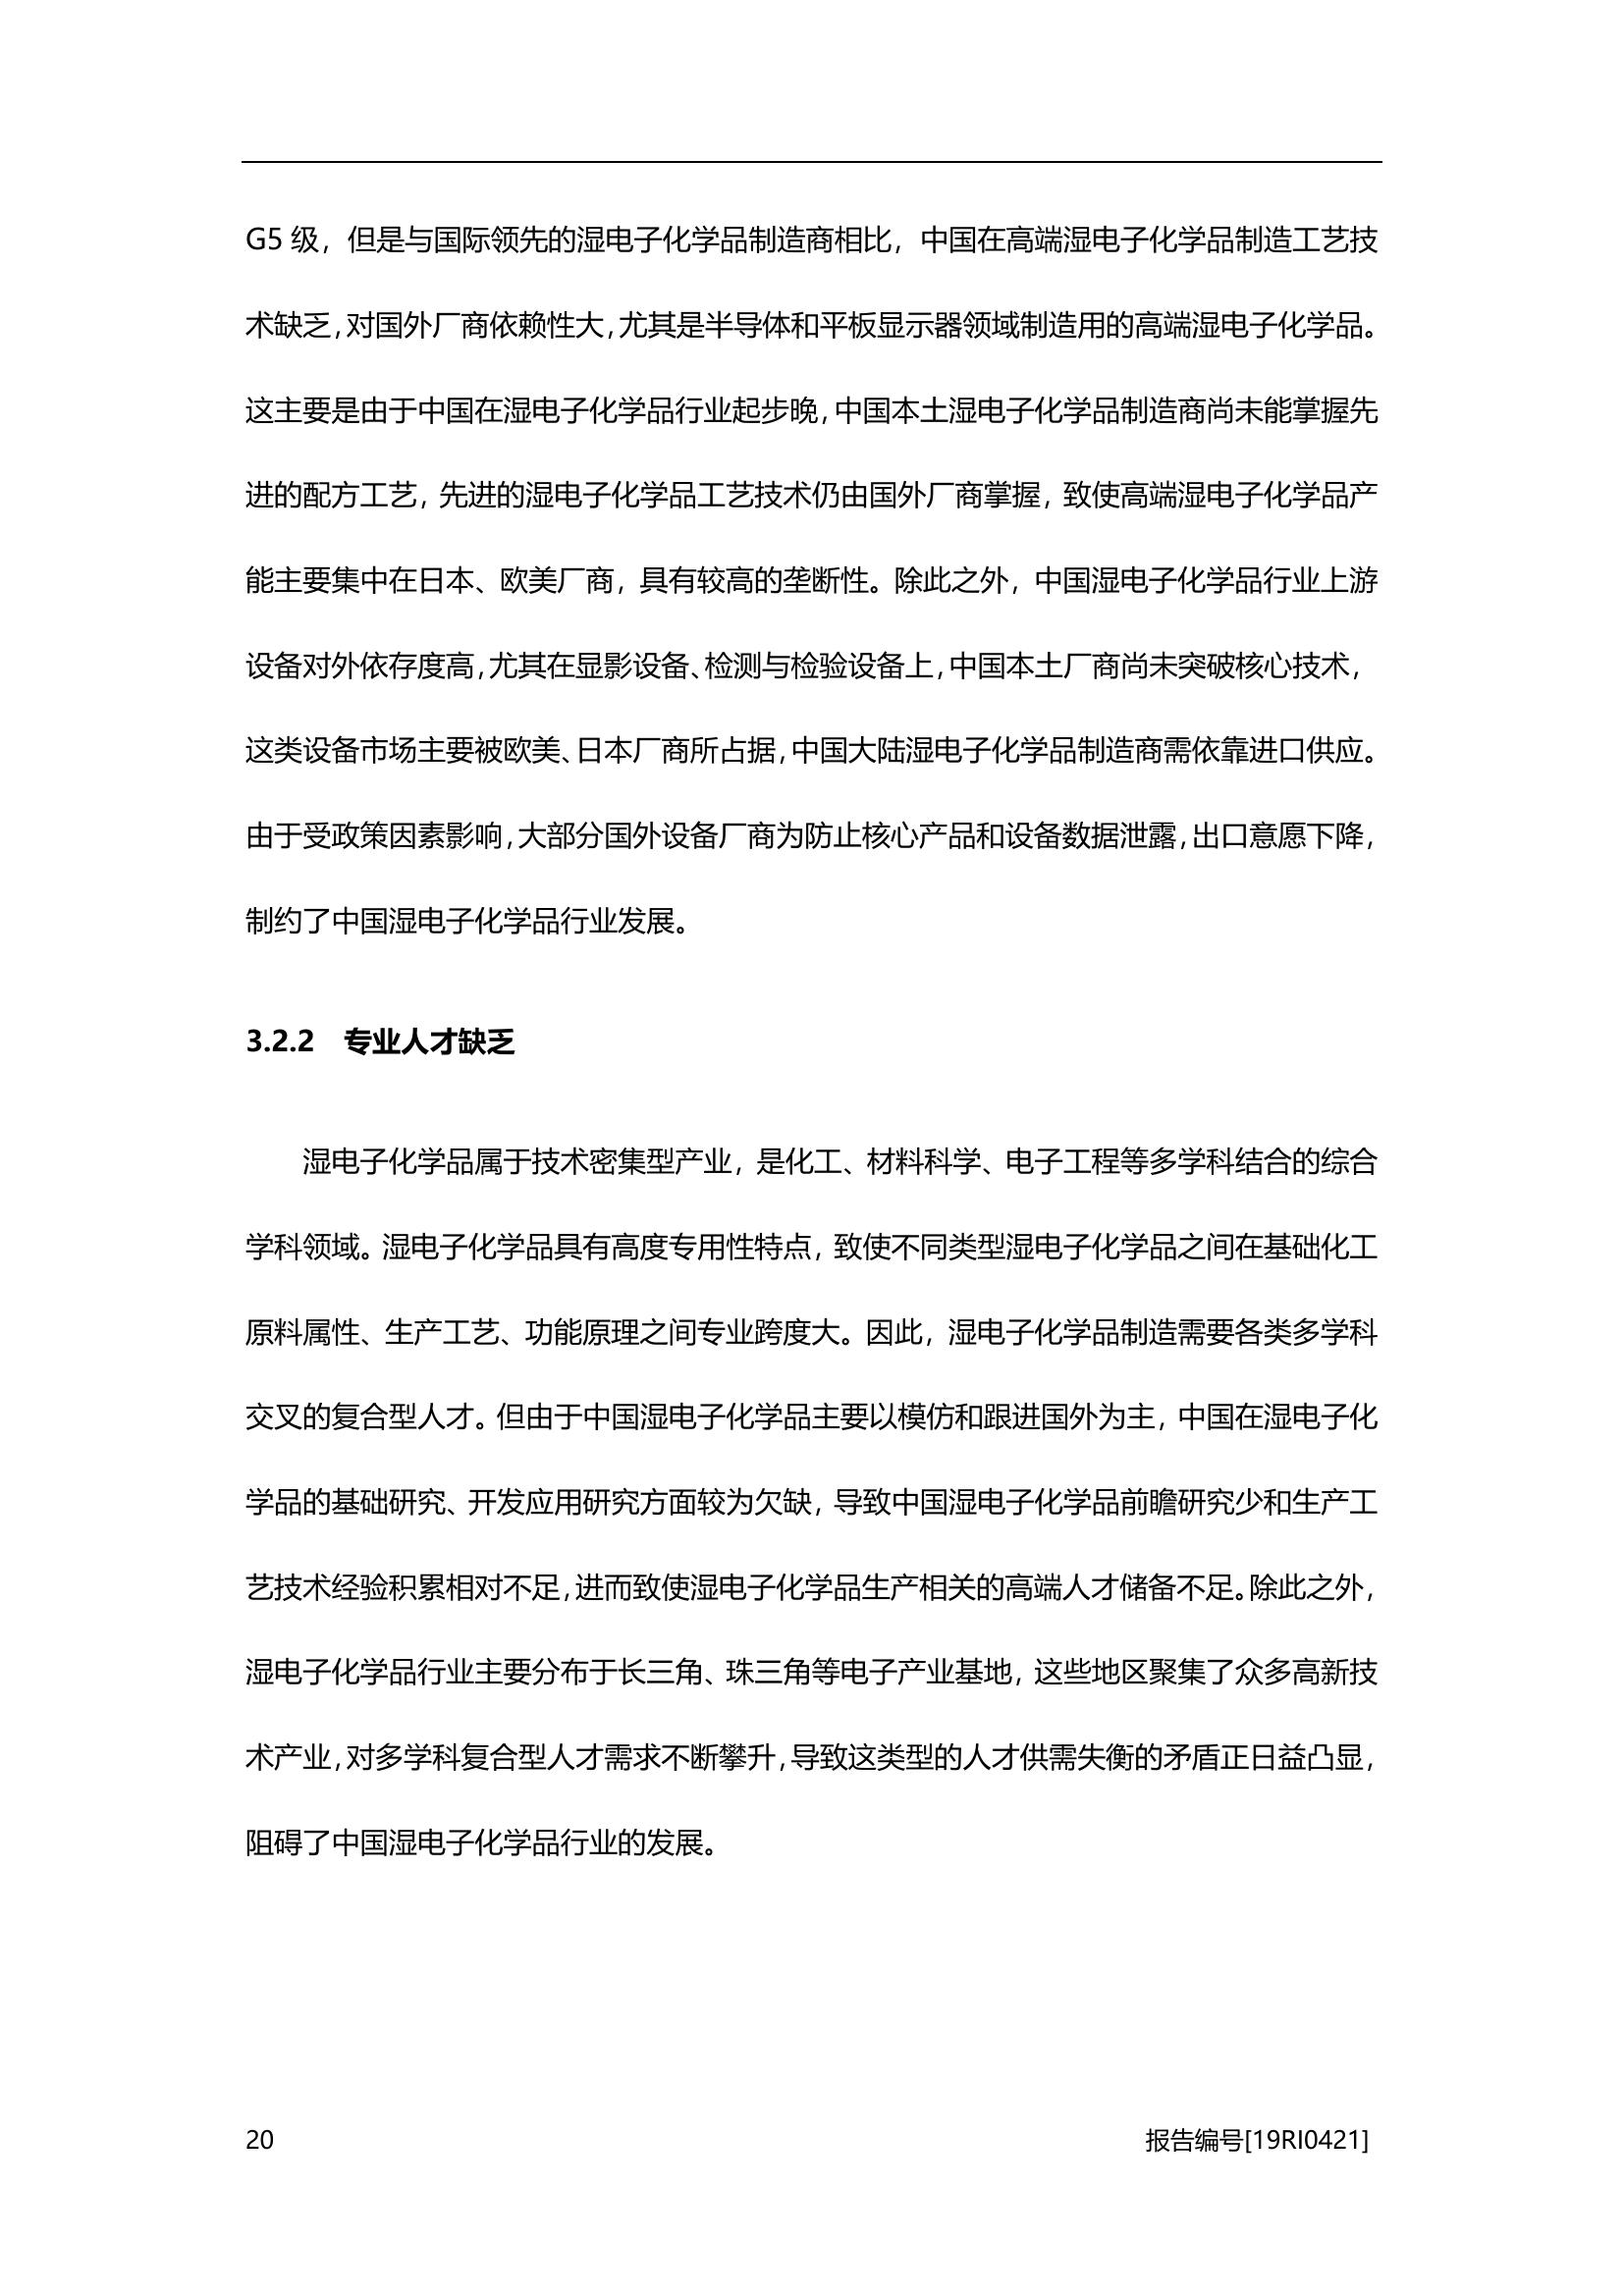 G5 级，但是与国际领先的湿电子化学品制造商相比，中国在高端湿电子化学品制造工艺技
术缺乏，对国外厂商依赖性大，尤其是半导体和平板显示器领域制造用的高端湿电子化学品。
这主要是由于中国在湿电子化学品行业起步晚，中国本土湿电子化学品制造商尚未能掌握先
进的配方工艺，先进的湿电子化学品工艺技术仍由国外厂商掌握，致使高端湿电子化学品产
能主要集中在日本、欧美厂商，具有较高的垄断性。除此之外，中国湿电子化学品行业上游
设备对外依存度高，尤其在显影设备、检测与检验设备上，中国本土厂商尚未突破核心技术，
这类设备市场主要被欧美、日本厂商所占据，中国大陆湿电子化学品制造商需依靠进口供应。
由于受政策因素影响，大部分国外设备厂商为防止核心产品和设备数据泄露，出口意愿下降，
制约了中国湿电子化学品行业发展。
3.2.2 专业人才缺乏
湿电子化学品属于技术密集型产业，是化工、材料科学、电子工程等多学科结合的综合
学科领域。湿电子化学品具有高度专用性特点，致使不同类型湿电子化学品之间在基础化工
原料属性、生产工艺、功能原理之间专业跨度大。因此，湿电子化学品制造需要各类多学科
交叉的复合型人才。但由于中国湿电子化学品主要以模仿和跟进国外为主，中国在湿电子化
学品的基础研究、开发应用研究方面较为欠缺，导致中国湿电子化学品前瞻研究少和生产工
艺技术经验积累相对不足，进而致使湿电子化学品生产相关的高端人才储备不足。除此之外，
湿电子化学品行业主要分布于长三角、珠三角等电子产业基地，这些地区聚集了众多高新技
术产业，对多学科复合型人才需求不断攀升，导致这类型的人才供需失衡的矛盾正日益凸显，
阻碍了中国湿电子化学品行业的发展。
20 报告编号[19RI0421]